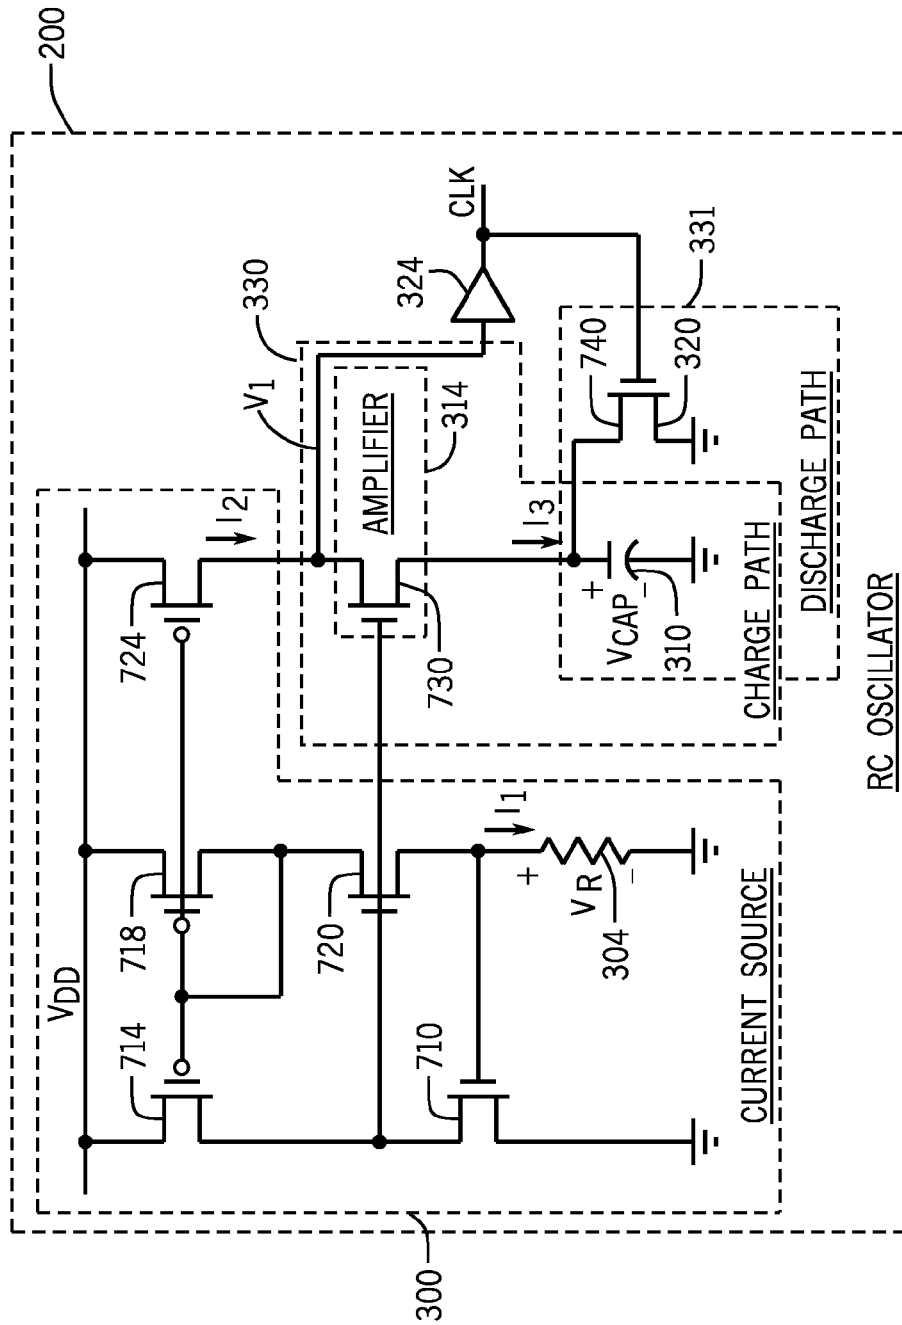 200
VDD
714
718
724
I2
V1
330
324
CLK
AMPLIFIER
314
720
730
710
I1
+
VR
−
304
I3
+
VCAP
−
310
740
320
331
300
CURRENT SOURCE
CHARGE PATH
DISCHARGE PATH
RC OSCILLATOR